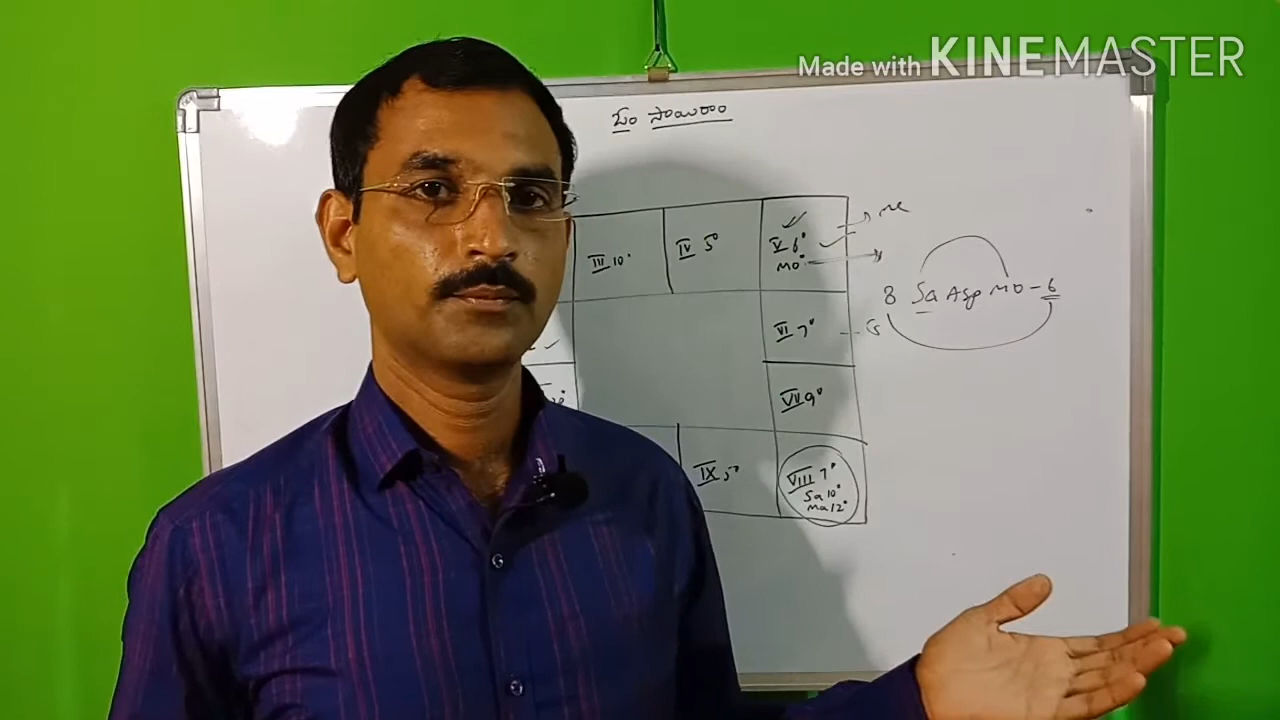 Made with KINEMASTER
ఓం సాయిరాం
III 10°
IV 5°
V 6°
Mo°
8 Sa Asp Mo - 6
VI 7°
VII 9°
IX 5°
VIII 7°
Sa 10°
Ma 12°